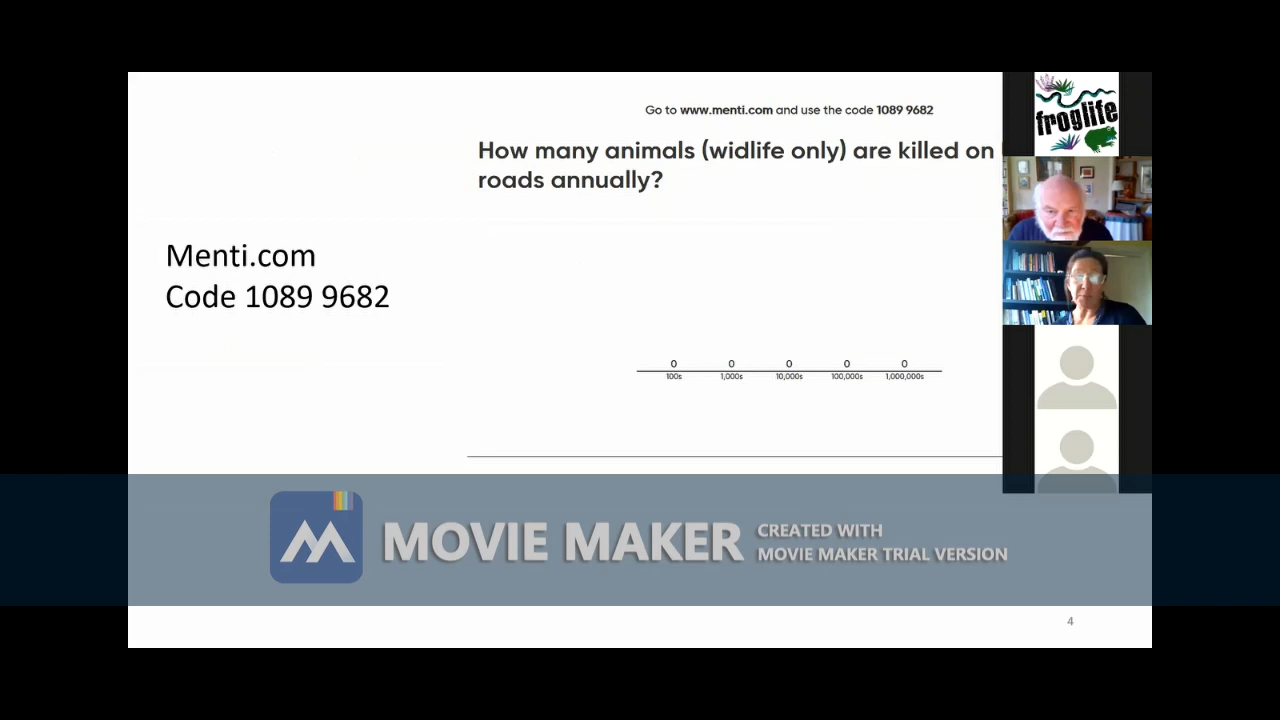 Go to www.menti.com and use the code 1089 9682
How many animals (widlife only) are killed on
roads annually?
Menti.com
Code 1089 9682
0 0 0 0 0
100s 1,000s 10,000s 100,000s 1,000,000s
froglife
MOVIE MAKER
CREATED WITH
MOVIE MAKER TRIAL VERSION
4